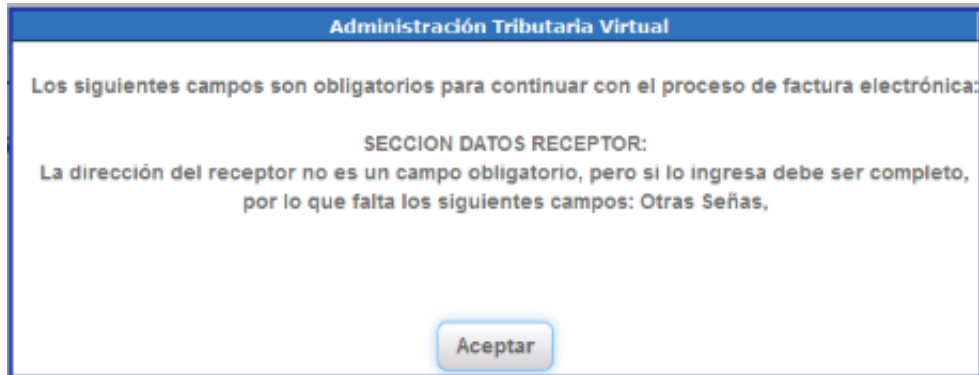 Administración Tributaria Virtual
Los siguientes campos son obligatorios para continuar con el proceso de factura electrónica:
SECCION DATOS RECEPTOR:
La dirección del receptor no es un campo obligatorio, pero si lo ingresa debe ser completo,
por lo que falta los siguientes campos: Otras Señas,
Aceptar